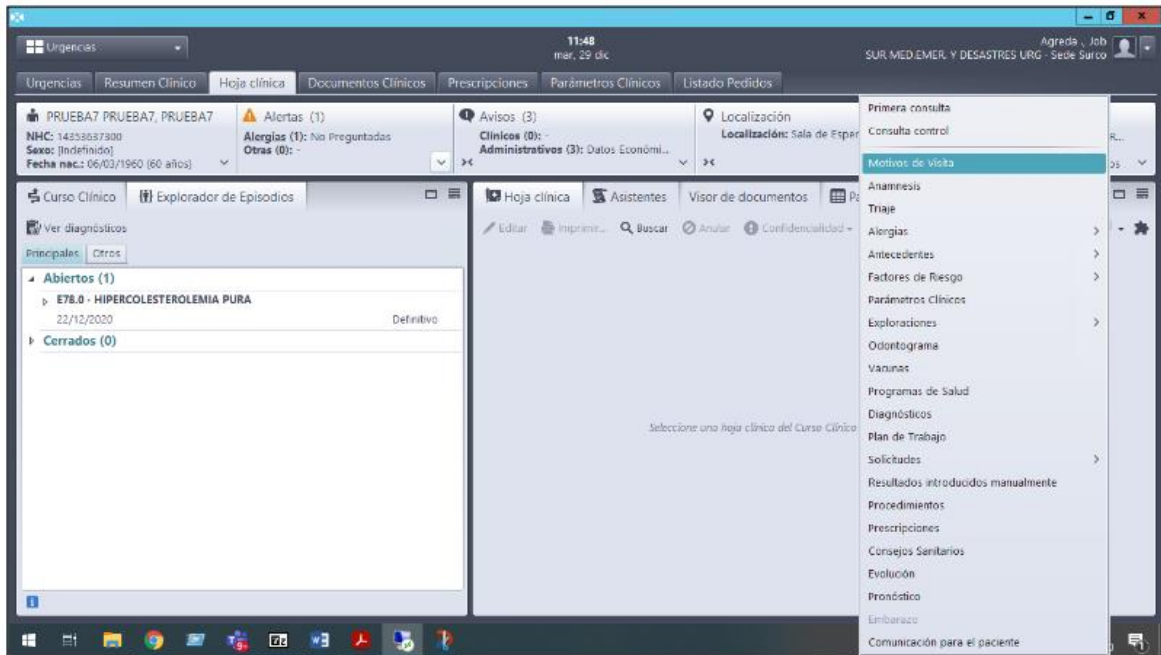 Urgencias
11:48
mar, 29 dic
Agreda , Job
SUR MED.EMER. Y DESASTRES URG - Sede Surco
Urgencias Resumen Clínico Hoja clínica Documentos Clínicos Prescripciones Parámetros Clínicos Listado Pedidos
PRUEBA7 PRUEBA7, PRUEBA7
NHC: 14353637300
Sexo: [Indefinido]
Fecha nac.: 06/03/1960 (60 años)
Alertas (1)
Alergias (1): No Preguntadas
Otras (0): -
Avisos (3)
Clínicos (0): -
Administrativos (3): Datos Económi...
Localización
Localización: Sala de Esper
Curso Clínico Explorador de Episodios
Ver diagnósticos
Principales Otros
Abiertos (1)
E78.0 - HIPERCOLESTEROLEMIA PURA
22/12/2020 Definitivo
Cerrados (0)
Hoja clínica Asistentes Visor de documentos
Editar Imprimir... Buscar Anular Confidencialidad
Seleccione una hoja clínica del Curso Clínico
Primera consulta
Consulta control
Motivos de Visita
Anamnesis
Triaje
Alergias
Antecedentes
Factores de Riesgo
Parámetros Clínicos
Exploraciones
Odontograma
Vacunas
Programas de Salud
Diagnósticos
Plan de Trabajo
Solicitudes
Resultados introducidos manualmente
Procedimientos
Prescripciones
Consejos Sanitarios
Evolución
Pronóstico
Embarazo
Comunicación para el paciente